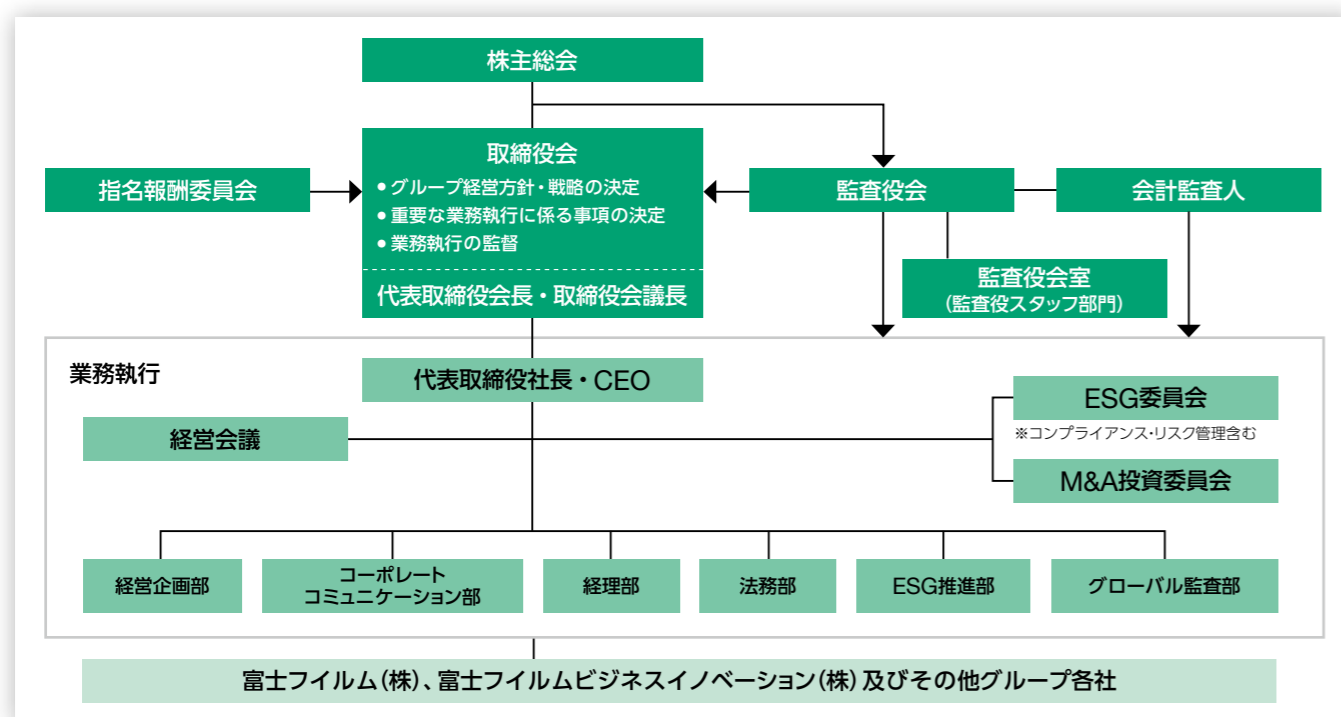 株主総会
取締役会
● グループ経営方針・戦略の決定
● 重要な業務執行に係る事項の決定
● 業務執行の監督
代表取締役会長・取締役会議長
指名報酬委員会
監査役会
会計監査人
監査役会室
(監査役スタッフ部門)
業務執行
代表取締役社長・CEO
経営会議
ESG委員会
※コンプライアンス・リスク管理含む
M&A投資委員会
経営企画部
コーポレート
コミュニケーション部
経理部
法務部
ESG推進部
グローバル監査部
富士フイルム(株)、富士フイルムビジネスイノベーション(株)及びその他グループ各社